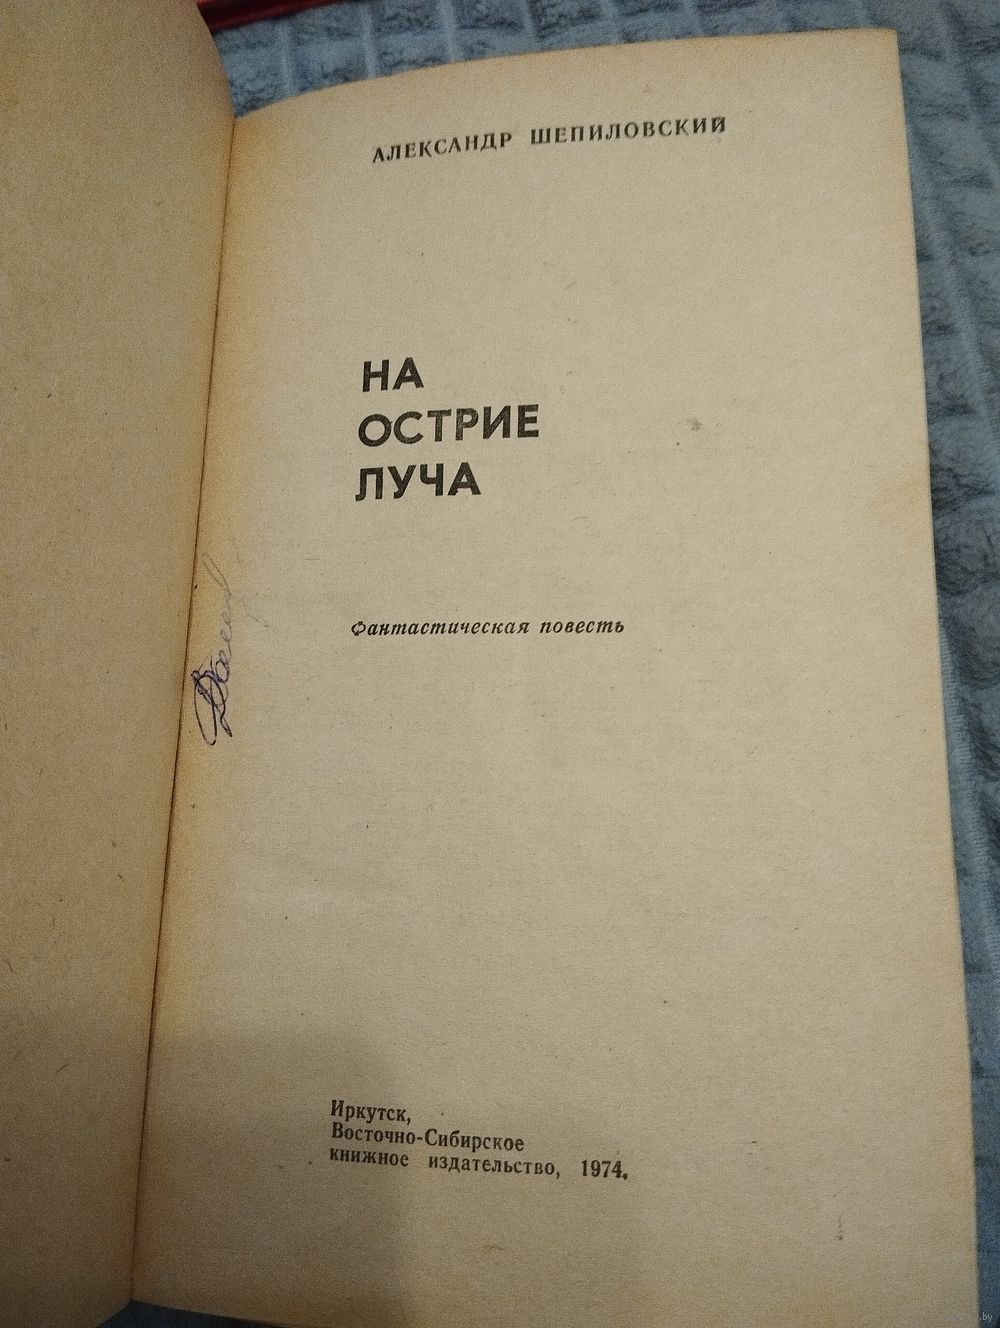 АЛЕКСАНДР ШЕПИЛОВСКИЙ
НА
ОСТРИЕ
ЛУЧА
Фантастическая повесть
Иркутск,
Восточно-Сибирское
книжное издательство, 1974.